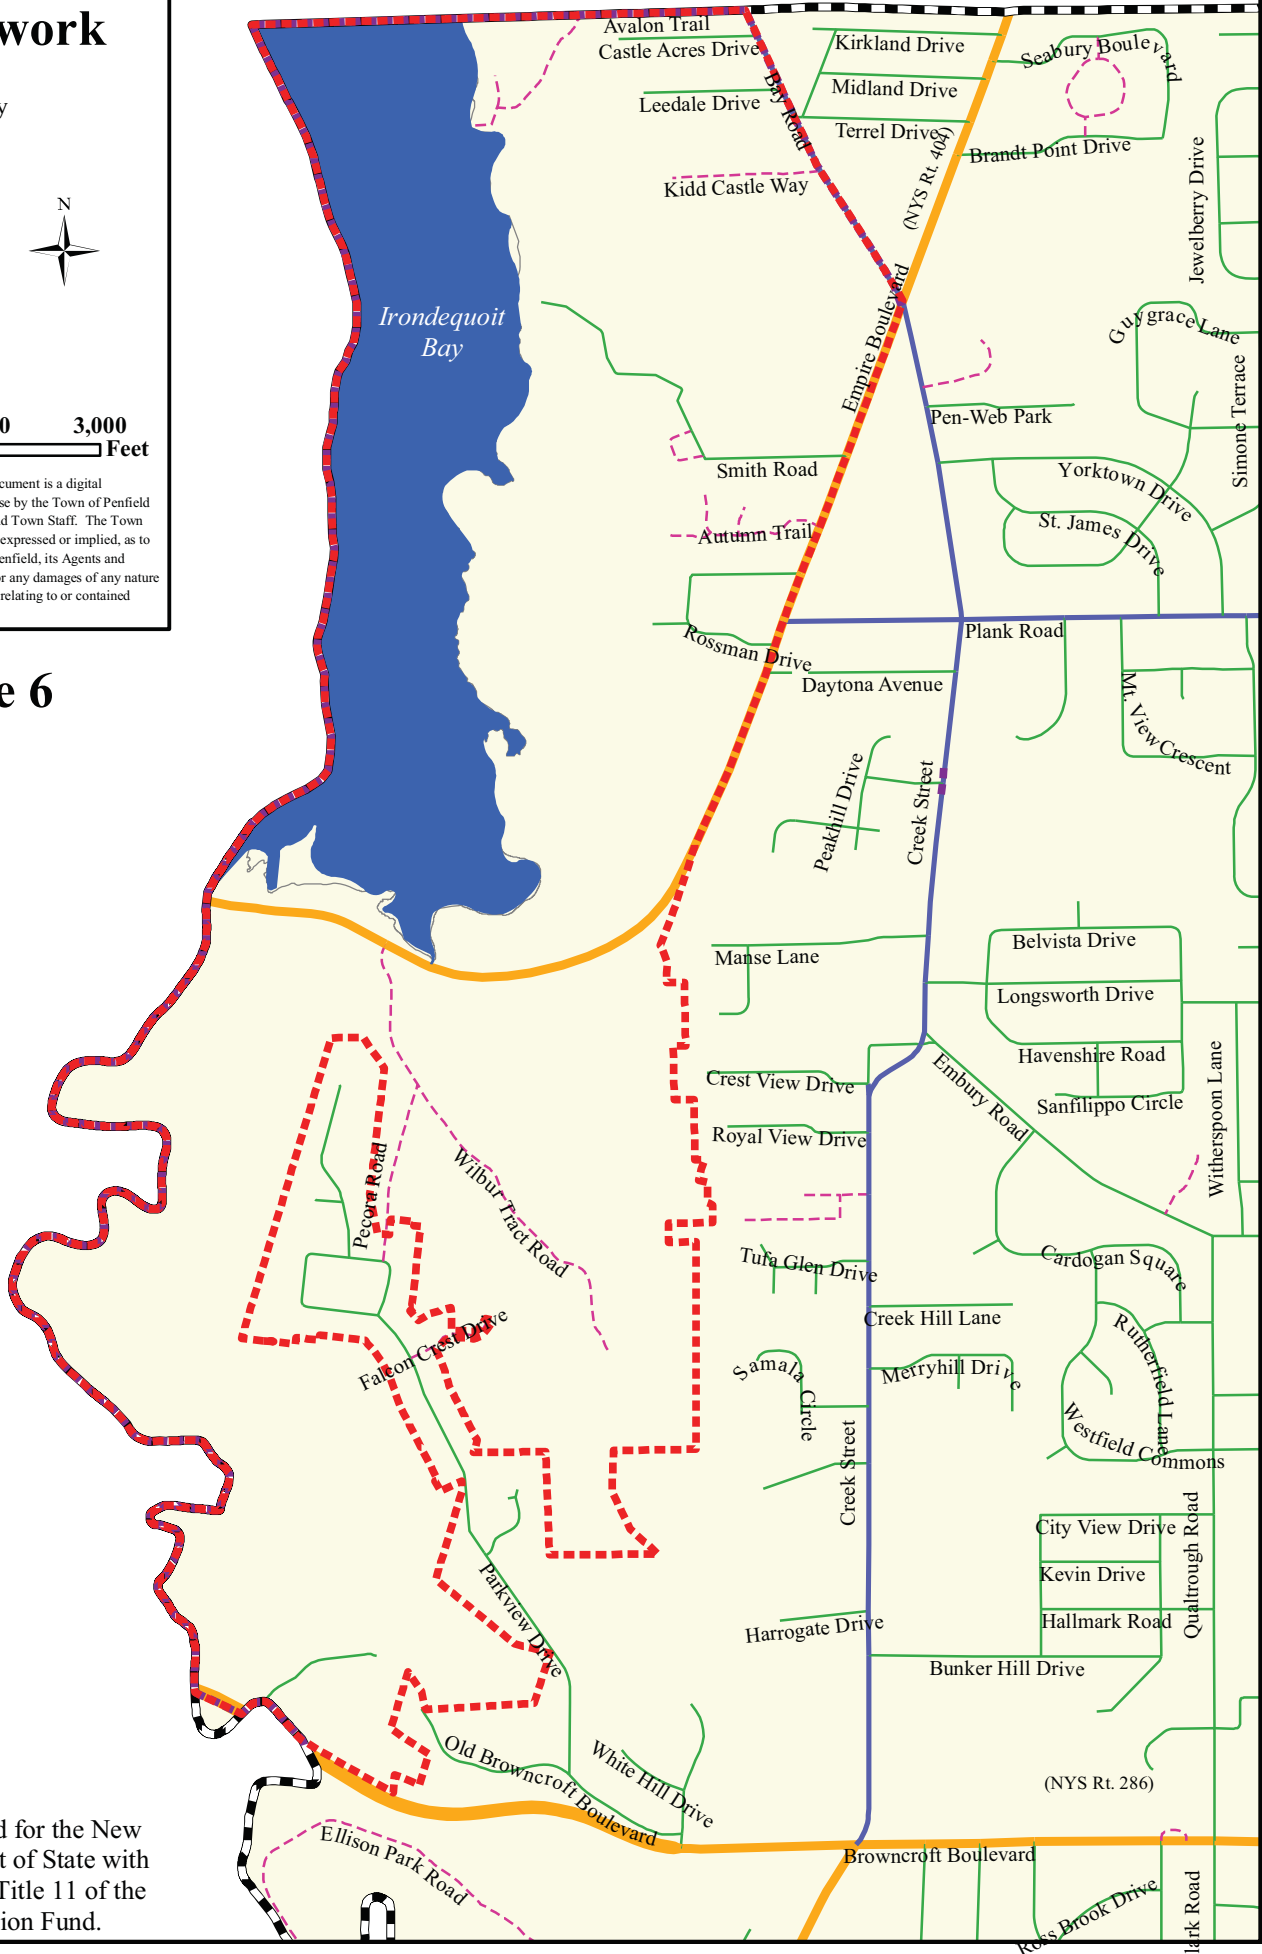 work
y
N
0 3,000
Feet
cument is a digital
se by the Town of Penfield
d Town Staff. The Town
expressed or implied, as to
enfield, its Agents and
or any damages of any nature
relating to or contained
e 6
d for the New
t of State with
Title 11 of the
ion Fund.
Irondequoit
Bay
Avalon Trail
Castle Acres Drive
Leedale Drive
Bay Road
Kidd Castle Way
Kirkland Drive
Midland Drive
Terrel Drive
(NYS Rt. 404)
Seabury Boulevard
Brandt Point Drive
Jewelberry Drive
Empire Boulevard
Guygrace Lane
Simone Terrace
Pen-Web Park
Smith Road
Yorktown Drive
St. James Drive
Autumn Trail
Rossman Drive
Plank Road
Daytona Avenue
Mt. View Crescent
Peakhill Drive
Creek Street
Manse Lane
Belvista Drive
Longsworth Drive
Havenshire Road
Sanfilippo Circle
Witherspoon Lane
Embury Road
Crest View Drive
Royal View Drive
Pecora Road
Wilbur Tract Road
Tufa Glen Drive
Cardogan Square
Creek Hill Lane
Rutherfield Lane
Falcon Crest Drive
Samala Circle
Merryhill Drive
Westfield Commons
Creek Street
City View Drive
Kevin Drive
Hallmark Road
Qualtrough Road
Parkview Drive
Harrogate Drive
Bunker Hill Drive
Old Browncroft Boulevard
White Hill Drive
(NYS Rt. 286)
Ellison Park Road
Browncroft Boulevard
Ross Brook Drive
lark Road